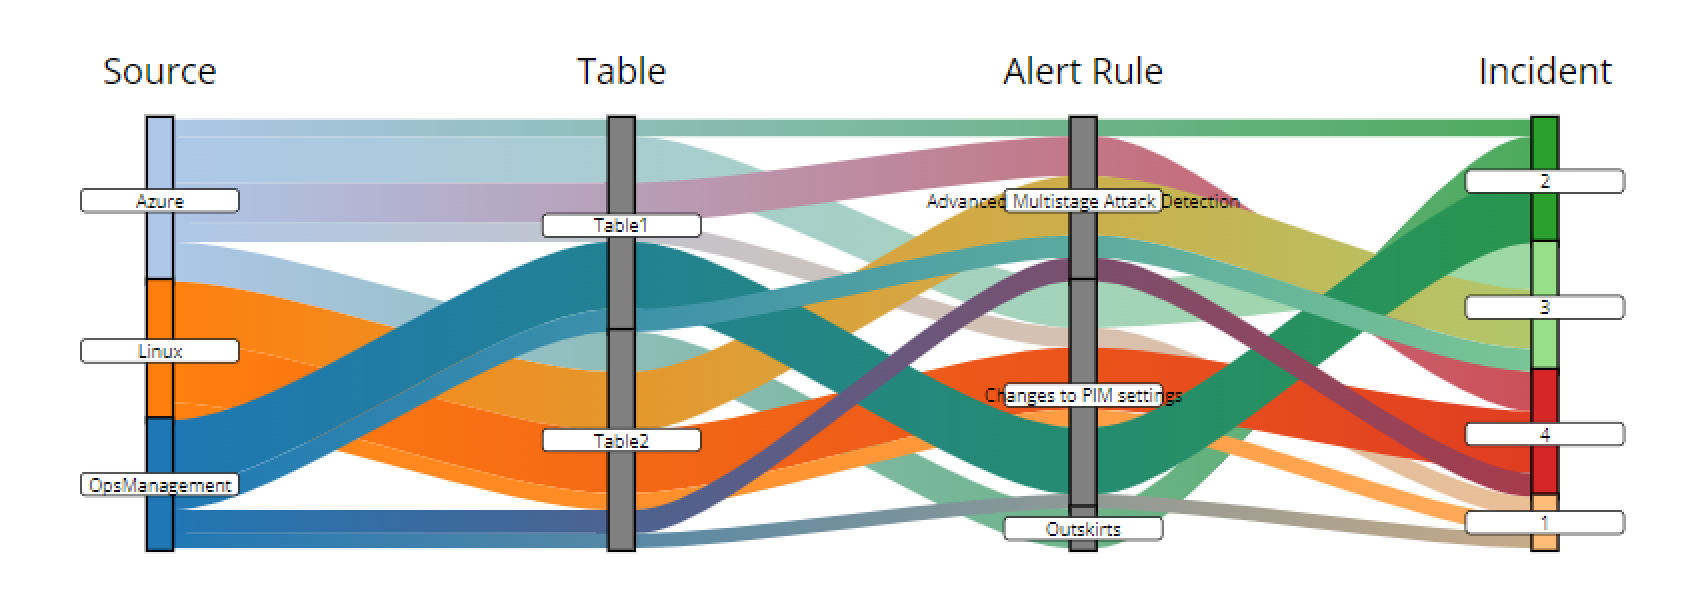 Source
Table
Alert Rule
Incident
Azure
Linux
OpsManagement
Table1
Table2
Advanced Multistage Attack Detection
Changes to PIM settings
Outskirts
2
3
4
1